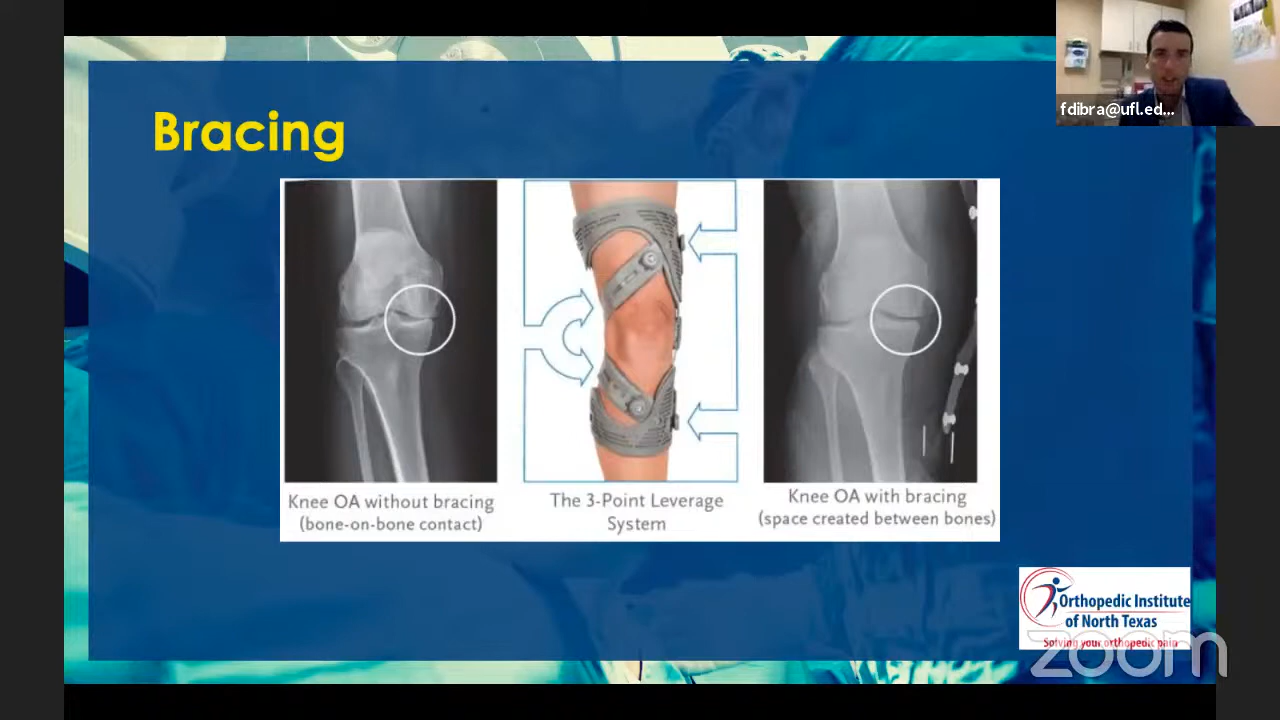 fdibra@ufl.ed...
Bracing
Knee OA without bracing
(bone-on-bone contact)
The 3-Point Leverage
System
Knee OA with bracing
(space created between bones)
Orthopedic Institute
of North Texas
Solving your orthopedic pain
zoom